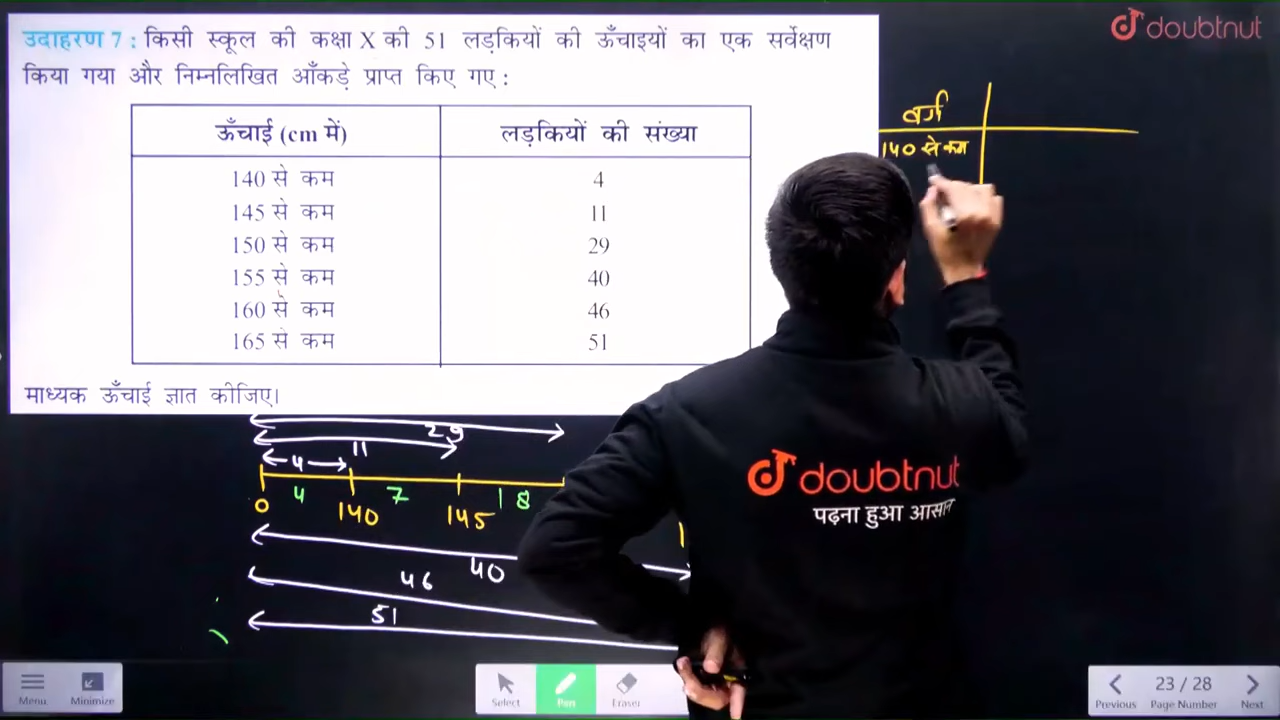 उदाहरण 7 : किसी स्कूल की कक्षा X की 51 लड़कियों की ऊँचाइयों का एक सर्वेक्षण
किया गया और निम्नलिखित आँकड़े प्राप्त किए गए :
ऊँचाई (cm में) लड़कियों की संख्या
140 से कम 4
145 से कम 11
150 से कम 29
155 से कम 40
160 से कम 46
165 से कम 51
माध्यक ऊँचाई ज्ञात कीजिए।
doubtnut
वर्ग
140 से कम
29
11
4
4 7 18
0 140 145
40
46
51
doubtnut
पढ़ना हुआ आसान
Menu Minimize
Select Pen Eraser
23 / 28
Previous Page Number Next